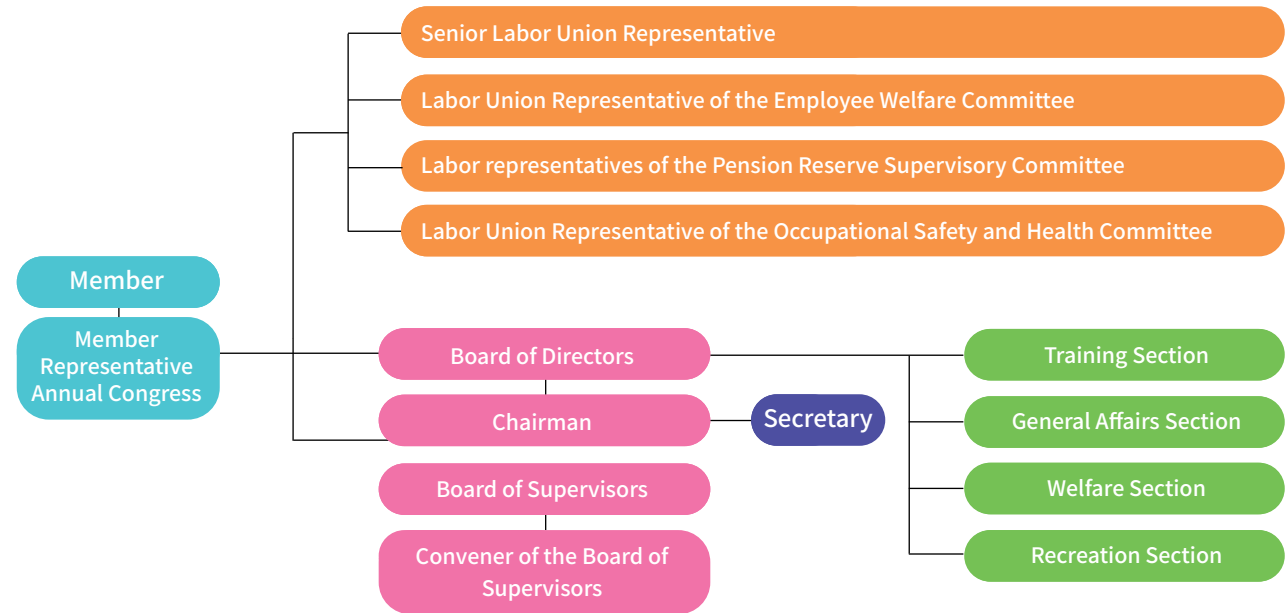 Senior Labor Union Representative
Labor Union Representative of the Employee Welfare Committee
Labor representatives of the Pension Reserve Supervisory Committee
Labor Union Representative of the Occupational Safety and Health Committee
Member
Member
Representative
Annual Congress
Board of Directors
Chairman
Secretary
Board of Supervisors
Convener of the Board of
Supervisors
Training Section
General Affairs Section
Welfare Section
Recreation Section